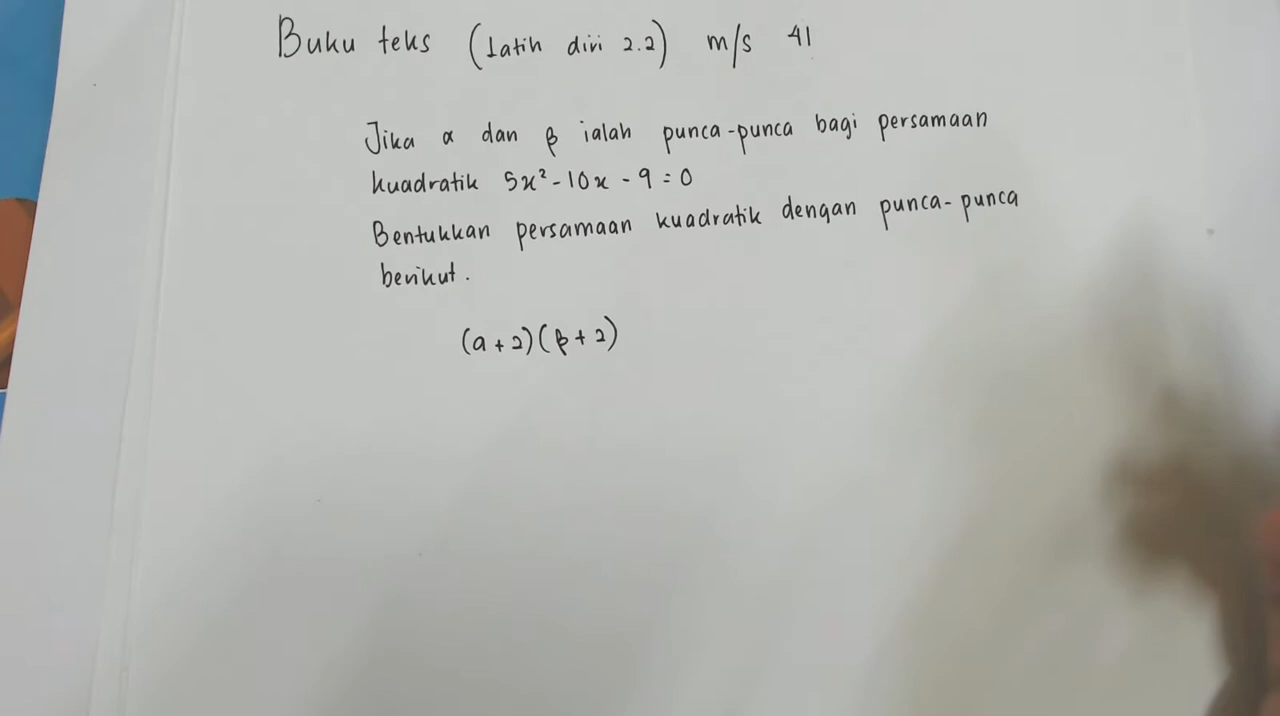 Buku teks (Latih diri 2.2) m/s 41
Jika α dan β ialah punca-punca bagi persamaan
kuadratik 5x² - 10x - 9 = 0
Bentukkan persamaan kuadratik dengan punca-punca
berikut.
(α + 2)(β + 2)